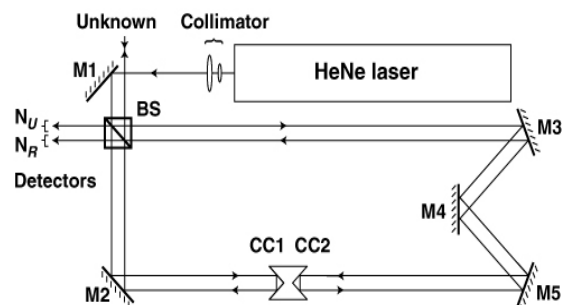 Unknown Collimator
M1
HeNe laser
BS
N_U
N_R
M3
Detectors
M4
CC1 CC2
M2
M5